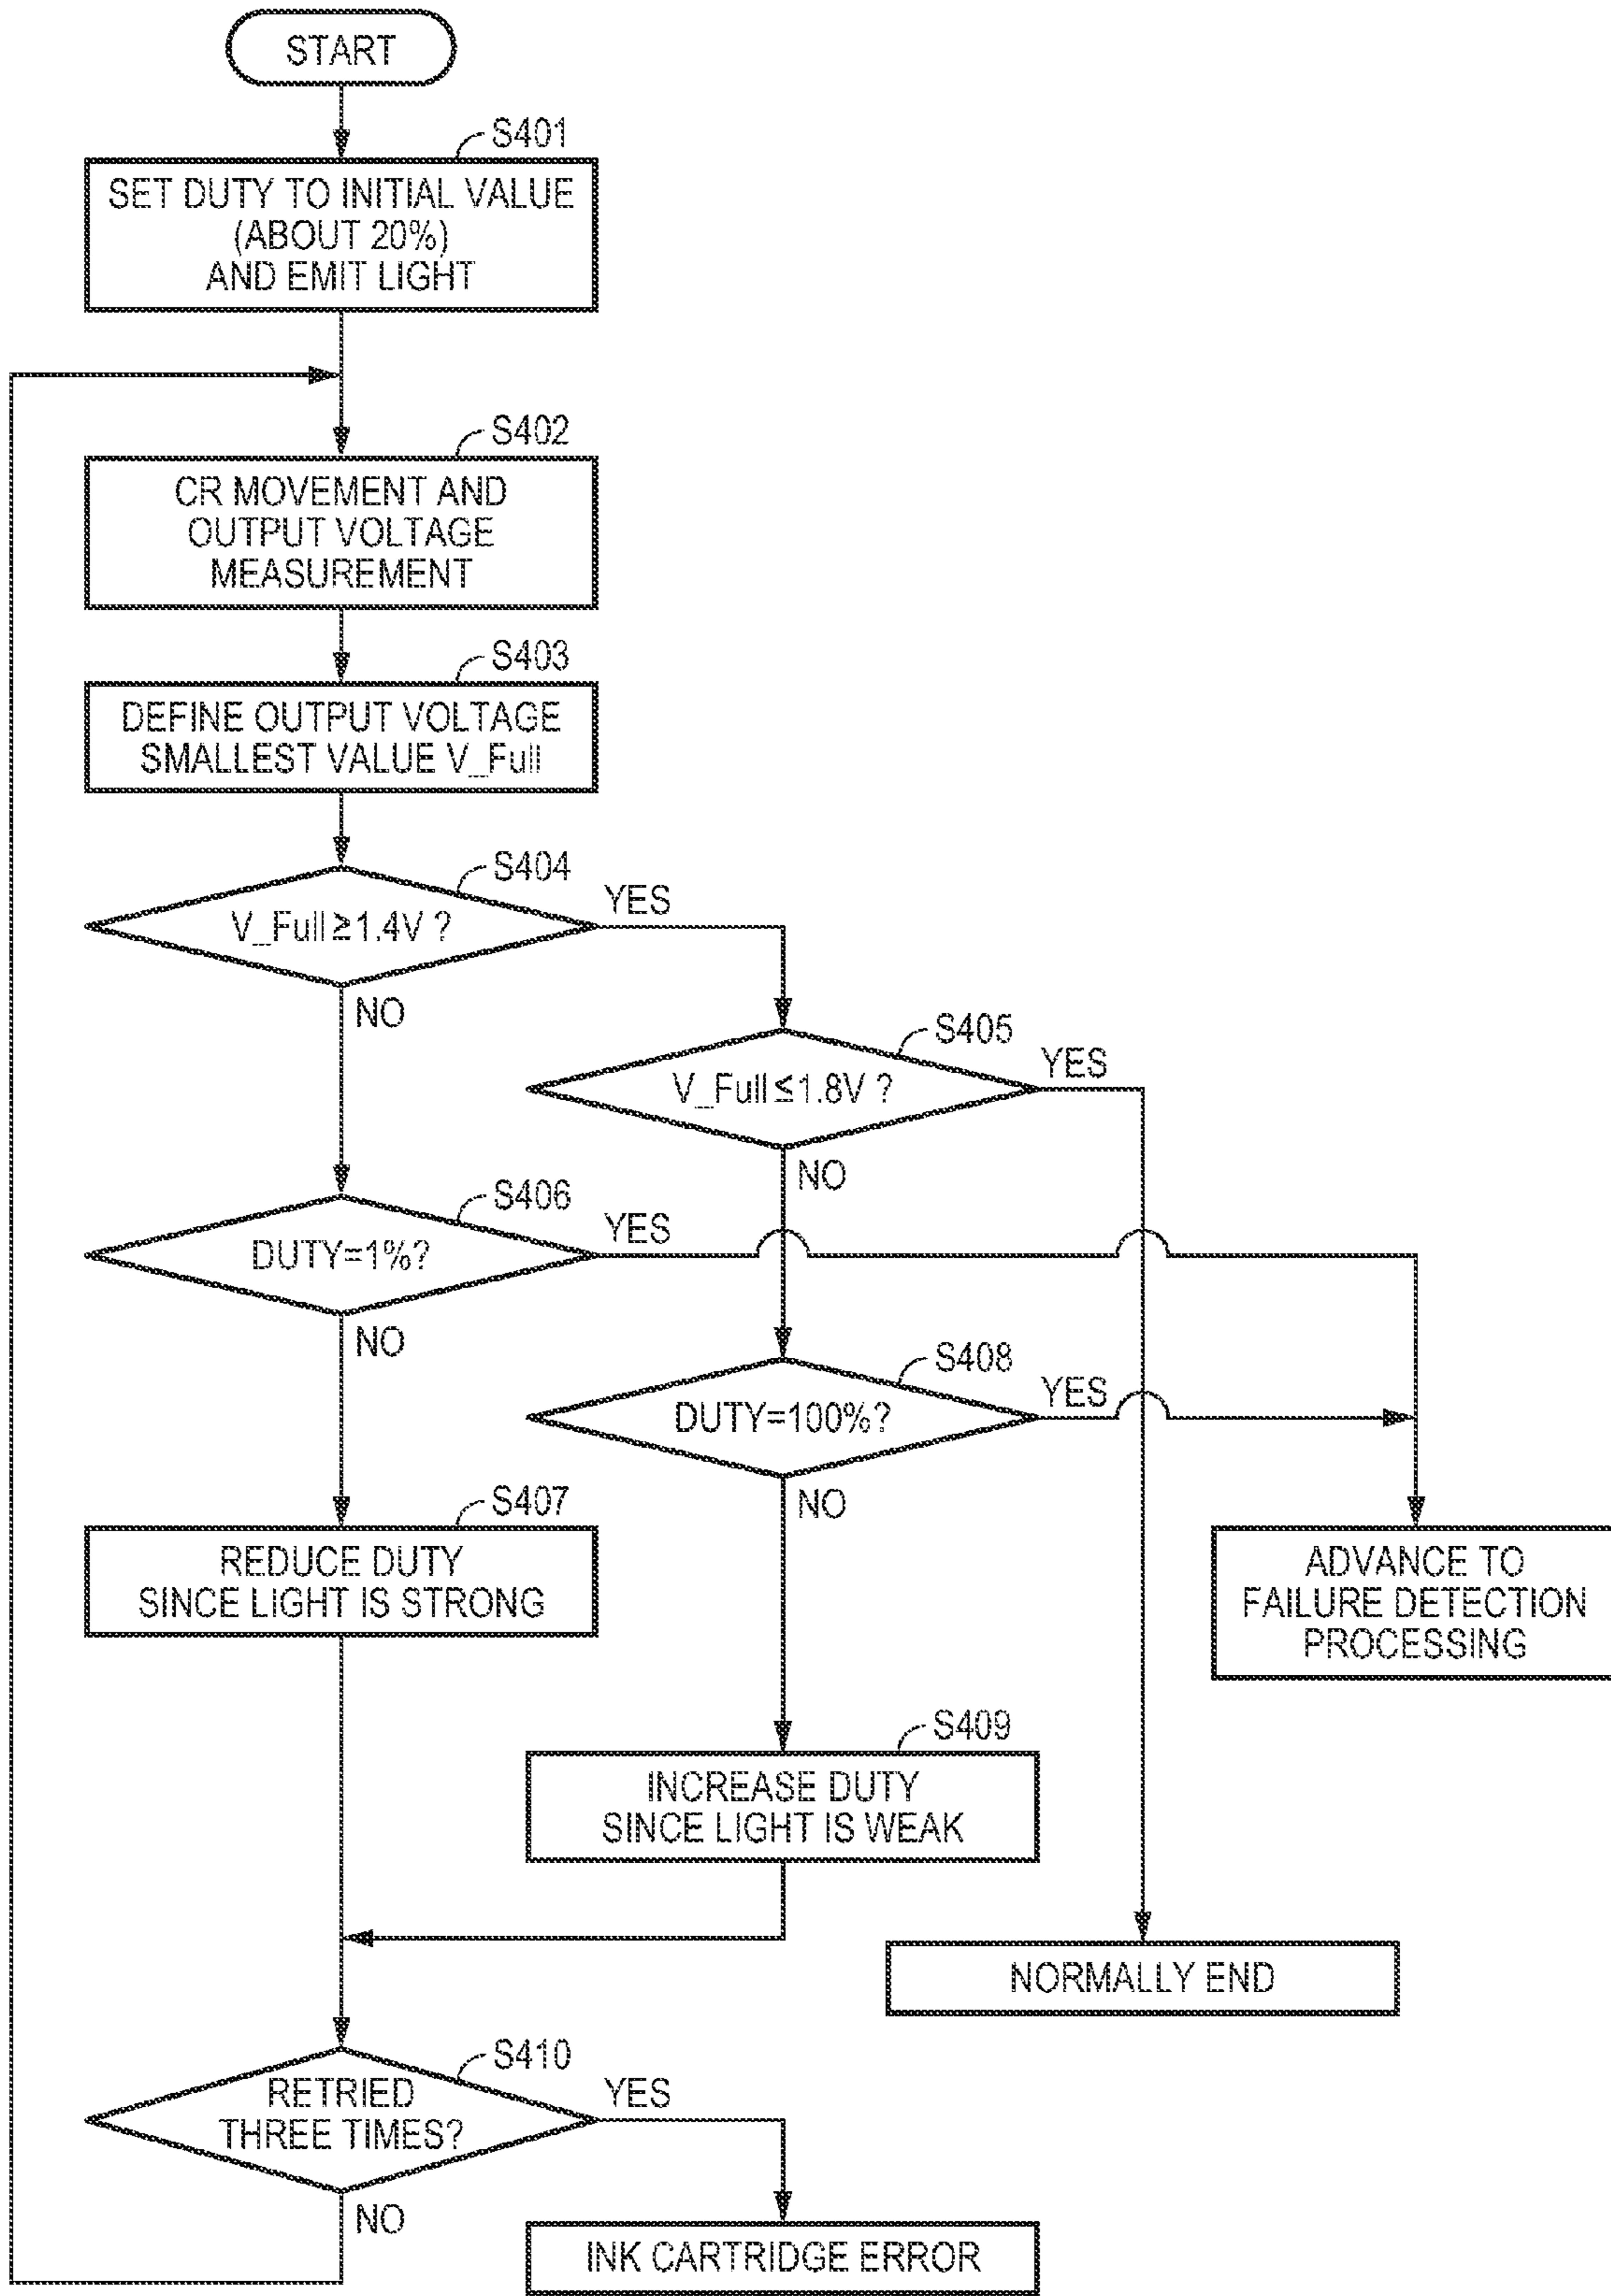 START
S401
SET DUTY TO INITIAL VALUE
(ABOUT 20%)
AND EMIT LIGHT
S402
CR MOVEMENT AND
OUTPUT VOLTAGE
MEASUREMENT
S403
DEFINE OUTPUT VOLTAGE
SMALLEST VALUE V_Full
S404
V_Full≥1.4V ?
YES
NO
S405
V_Full≤1.8V ?
YES
NO
S406
DUTY=1%?
YES
NO
S408
DUTY=100%?
YES
NO
S407
REDUCE DUTY
SINCE LIGHT IS STRONG
ADVANCE TO
FAILURE DETECTION
PROCESSING
S409
INCREASE DUTY
SINCE LIGHT IS WEAK
NORMALLY END
S410
RETRIED
THREE TIMES?
YES
NO
INK CARTRIDGE ERROR